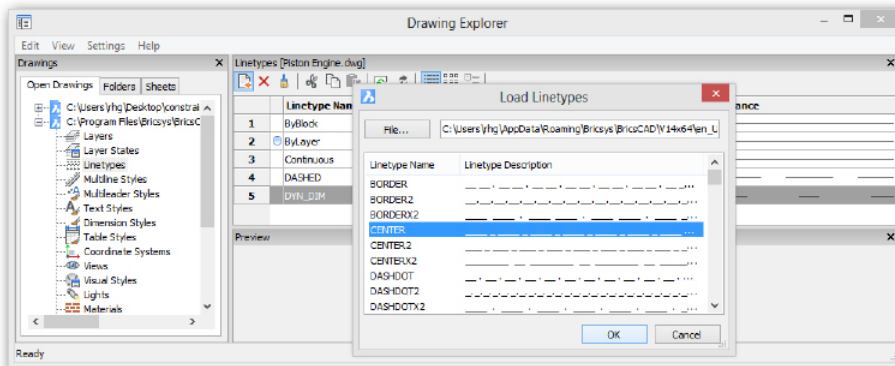 Drawing Explorer
Edit View Settings Help
Drawings
Open Drawings Folders Sheets
C:\Users\rhg\Desktop\constrai
C:\Program Files\Bricsys\BricsC
Layers
Layer States
Linetypes
Multline Styles
Multileader Styles
Text Styles
Dimension Styles
Table Styles
Coordinate Systems
Views
Visual Styles
Lights
Materials
Linetypes [Piston Engine.dwg]
Linetype Nam
ance
1 ByBlock
2 ByLayer
3 Continuous
4 DASHED
5 DYN_DIM
Preview
Load Linetypes
File... C:\Users\rhg\AppData\Roaming\Bricsys\BricsCAD\V14x64\en_U
Linetype Name Linetype Description
BORDER
BORDER2
BORDERX2
CENTER
CENTER2
CENTERX2
DASHDOT
DASHDOT2
DASHDOTX2
OK Cancel
Ready